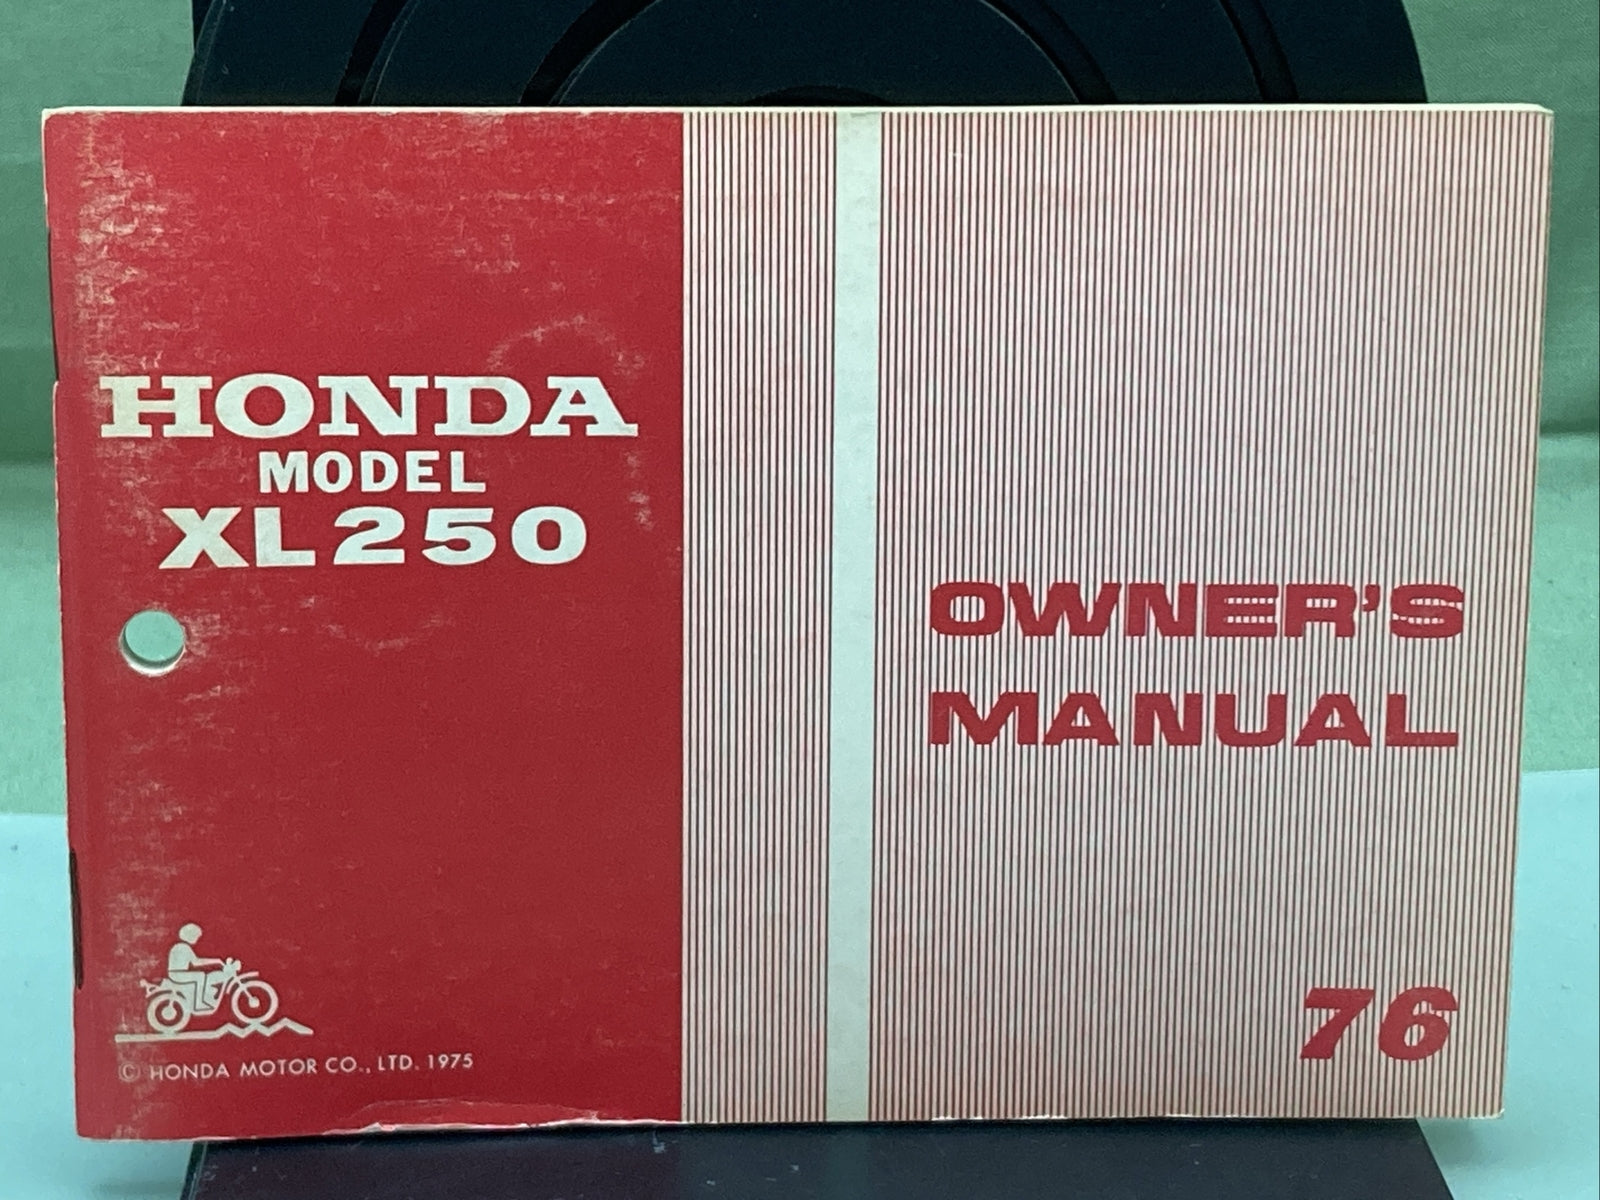 HONDA
MODEL
XL250
© HONDA MOTOR CO., LTD. 1975
OWNER'S
MANUAL
76